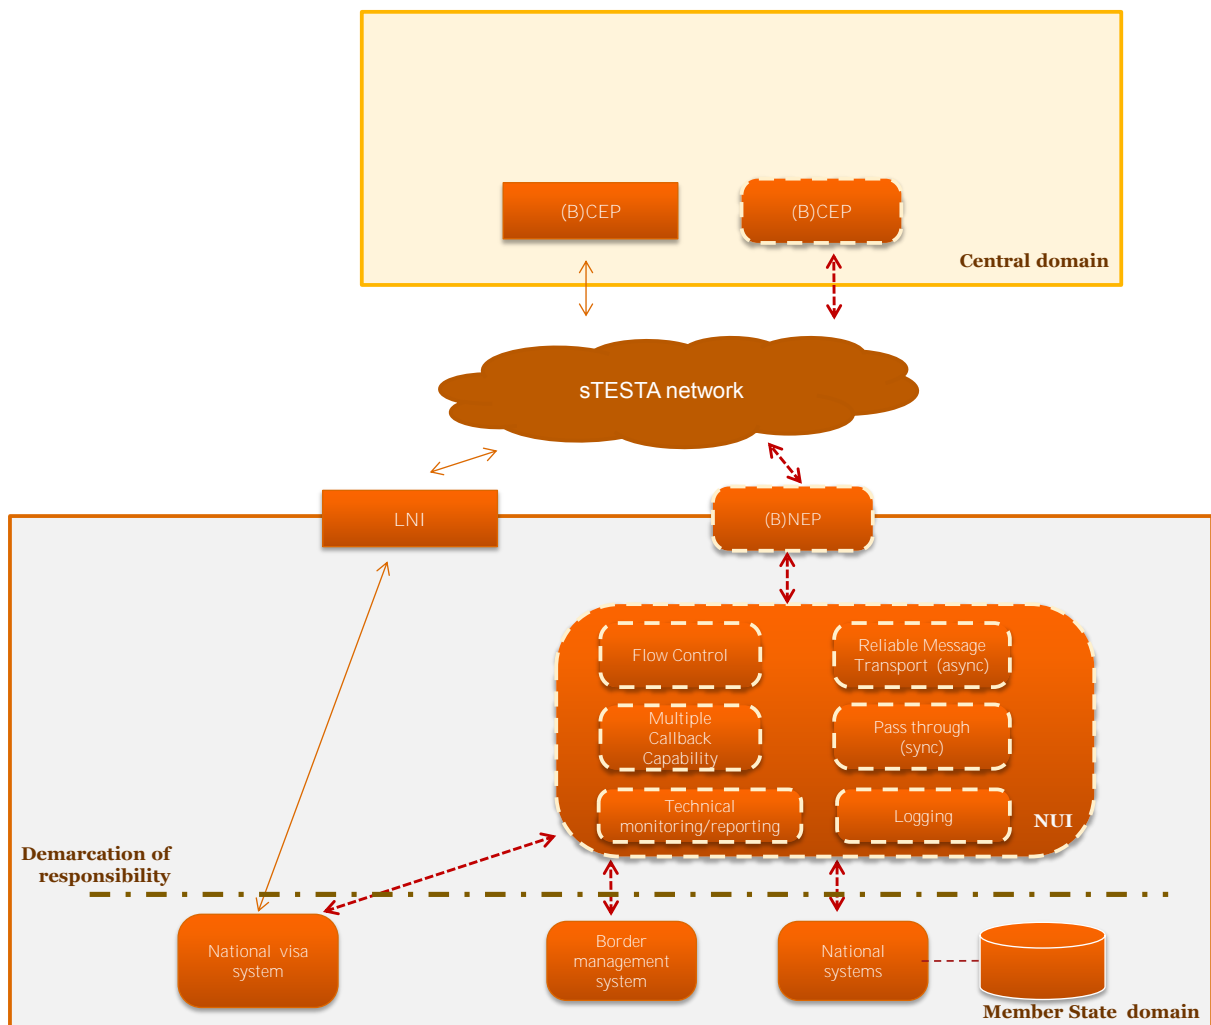 (B)CEP
(B)CEP
Central domain
sTESTA network
LNI
(B)NEP
Flow Control
Reliable Message
Transport (async)
Multiple
Callback
Capability
Pass through
(sync)
Technical
monitoring/reporting
Logging
NUI
Demarcation of
responsibility
National visa
system
Border
management
system
National
systems
Member State domain